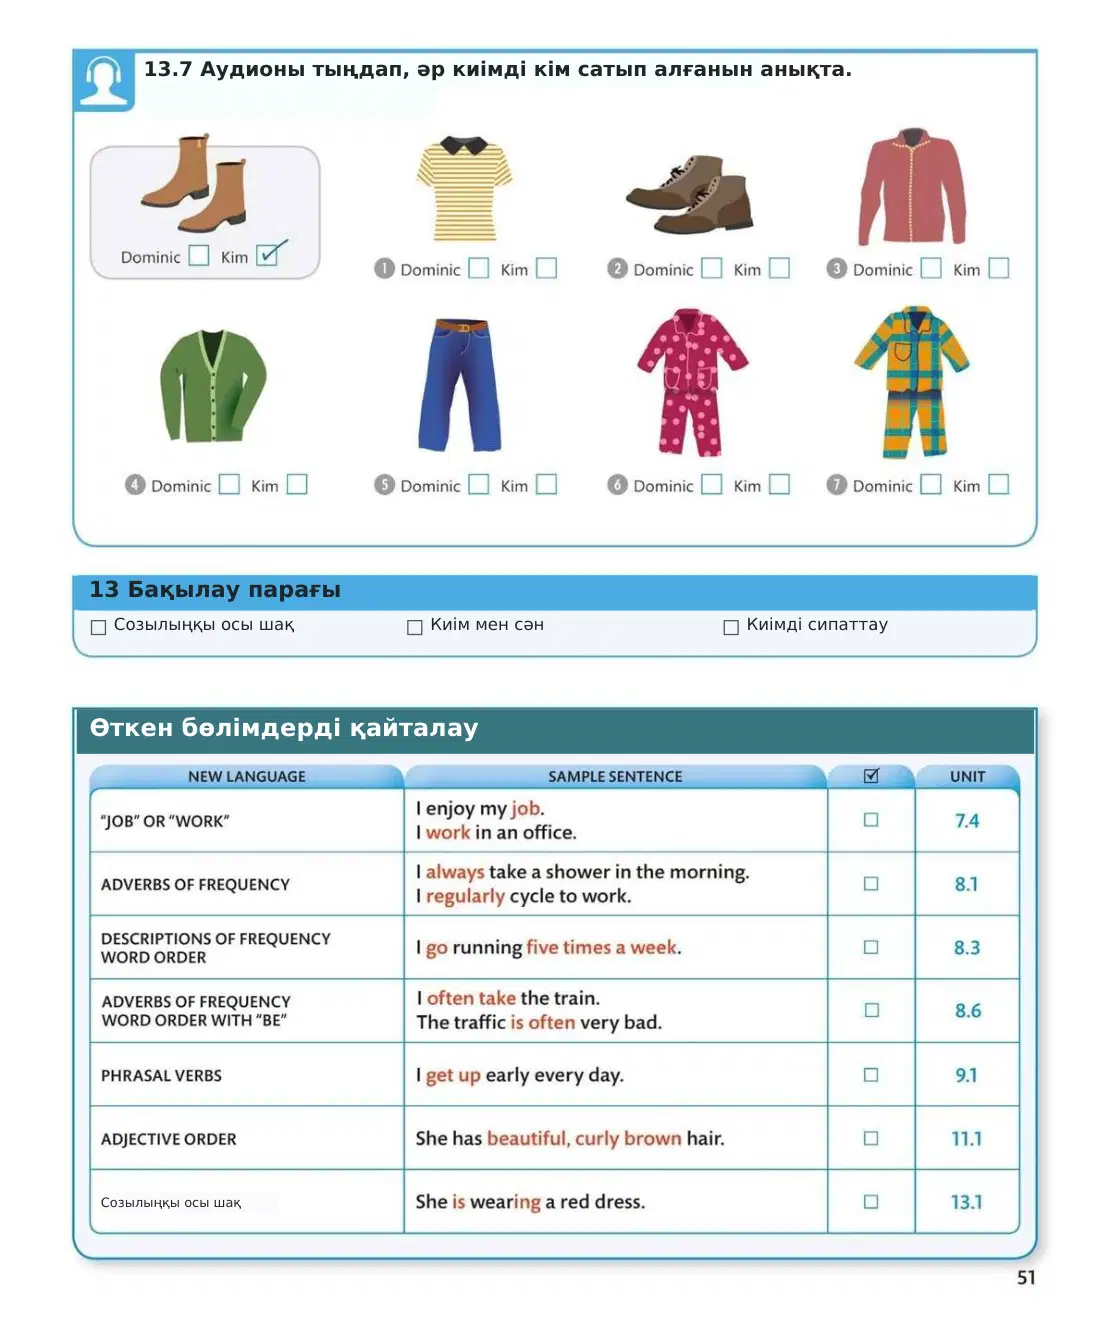 13.7 Аудионы тыңдап, әр киімді кім сатып алғанын анықта.
Dominic Kim
1 Dominic Kim
2 Dominic Kim
3 Dominic Kim
4 Dominic Kim
5 Dominic Kim
6 Dominic Kim
7 Dominic Kim
13 Бақылау парағы
Созылыңқы осы шақ
Киім мен сән
Киімді сипаттау
Өткен бөлімдерді қайталау
NEW LANGUAGE SAMPLE SENTENCE UNIT
"JOB" OR "WORK"
I enjoy my job.
I work in an office.
7.4
ADVERBS OF FREQUENCY
I always take a shower in the morning.
I regularly cycle to work.
8.1
DESCRIPTIONS OF FREQUENCY
WORD ORDER
I go running five times a week.
8.3
ADVERBS OF FREQUENCY
WORD ORDER WITH "BE"
I often take the train.
The traffic is often very bad.
8.6
PHRASAL VERBS
I get up early every day.
9.1
ADJECTIVE ORDER
She has beautiful, curly brown hair.
11.1
Созылыңқы осы шақ
She is wearing a red dress.
13.1
51